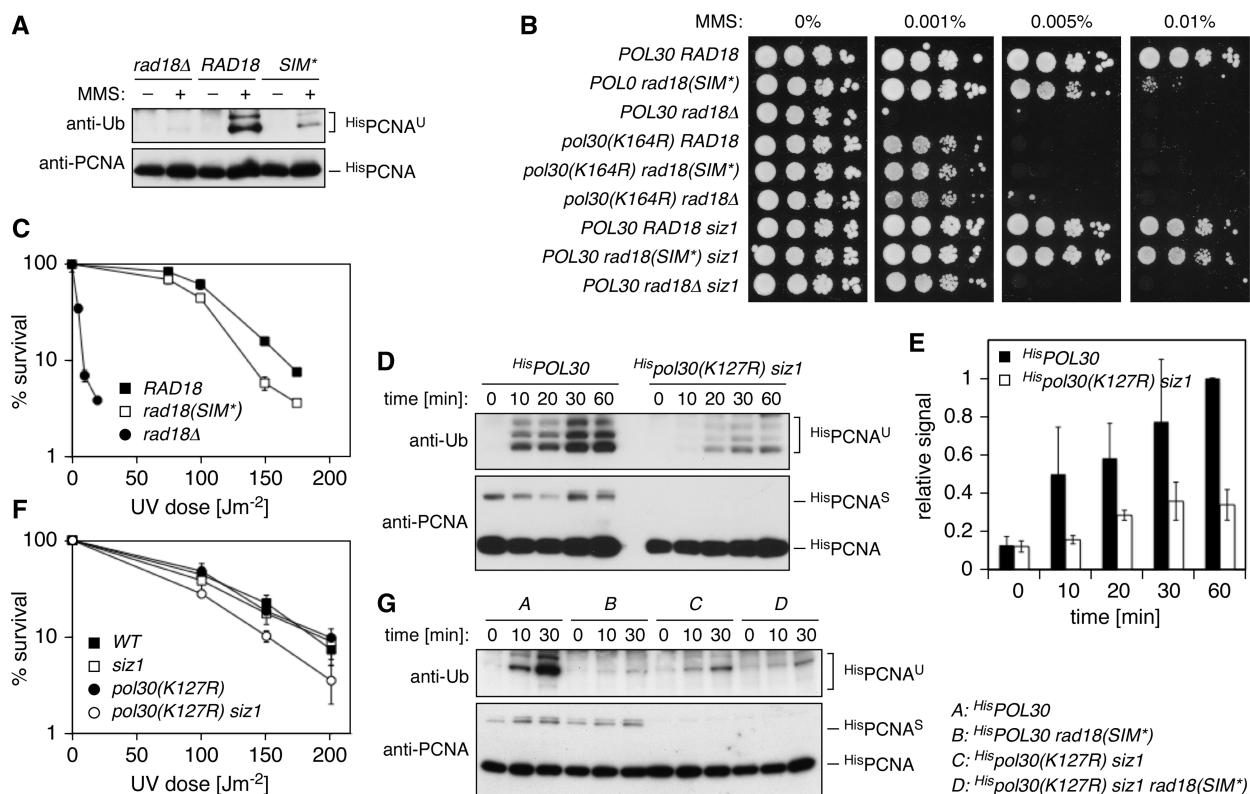 A
rad18Δ RAD18 SIM*
MMS: – + – + – +
anti-Ub
HisPCNAU
anti-PCNA
HisPCNA
B
MMS: 0% 0.001% 0.005% 0.01%
POL30 RAD18
POL0 rad18(SIM*)
POL30 rad18Δ
pol30(K164R) RAD18
pol30(K164R) rad18(SIM*)
pol30(K164R) rad18Δ
POL30 RAD18 siz1
POL30 rad18(SIM*) siz1
POL30 rad18Δ siz1
C
% survival
100
10
1
RAD18
rad18(SIM*)
rad18Δ
0 50 100 150 200
UV dose [Jm-2]
D
HisPOL30 Hispol30(K127R) siz1
time [min]: 0 10 20 30 60 0 10 20 30 60
anti-Ub
HisPCNAU
anti-PCNA
HisPCNAS
HisPCNA
E
HisPOL30
Hispol30(K127R) siz1
relative signal
1
0.8
0.6
0.4
0.2
0
0 10 20 30 60
time [min]
F
% survival
100
10
1
WT
siz1
pol30(K127R)
pol30(K127R) siz1
0 50 100 150 200
UV dose [Jm-2]
G
A B C D
time [min]: 0 10 30 0 10 30 0 10 30 0 10 30
anti-Ub
HisPCNAU
anti-PCNA
HisPCNAS
HisPCNA
A: HisPOL30
B: HisPOL30 rad18(SIM*)
C: Hispol30(K127R) siz1
D: Hispol30(K127R) siz1 rad18(SIM*)